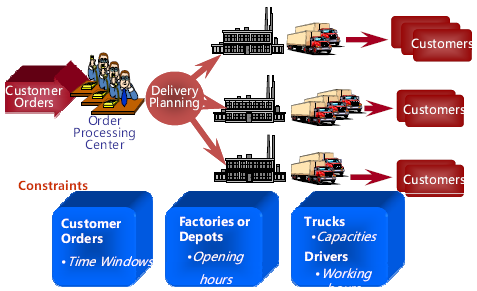 Customer
Orders
Order
Processing
Center
Delivery
Planning
Customers
Customers
Customers
Constraints
Customer
Orders
•Time Windows
Factories or
Depots
•Opening
hours
Trucks
•Capacities
Drivers
•Working
hours